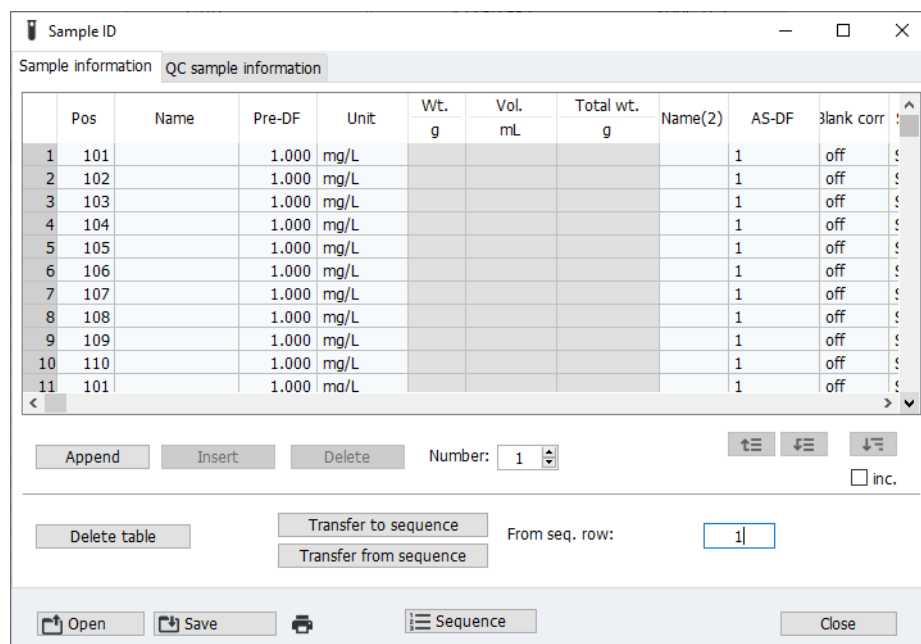 Sample ID
Sample information QC sample information
Pos Name Pre-DF Unit Wt. Vol. Total wt. Name(2) AS-DF Blank corr
g mL g
1 101 1.000 mg/L 1 off
2 102 1.000 mg/L 1 off
3 103 1.000 mg/L 1 off
4 104 1.000 mg/L 1 off
5 105 1.000 mg/L 1 off
6 106 1.000 mg/L 1 off
7 107 1.000 mg/L 1 off
8 108 1.000 mg/L 1 off
9 109 1.000 mg/L 1 off
10 110 1.000 mg/L 1 off
11 101 1.000 mg/L 1 off
Append Insert Delete Number: 1
inc.
Delete table Transfer to sequence From seq. row: 1
Transfer from sequence
Open Save Sequence Close